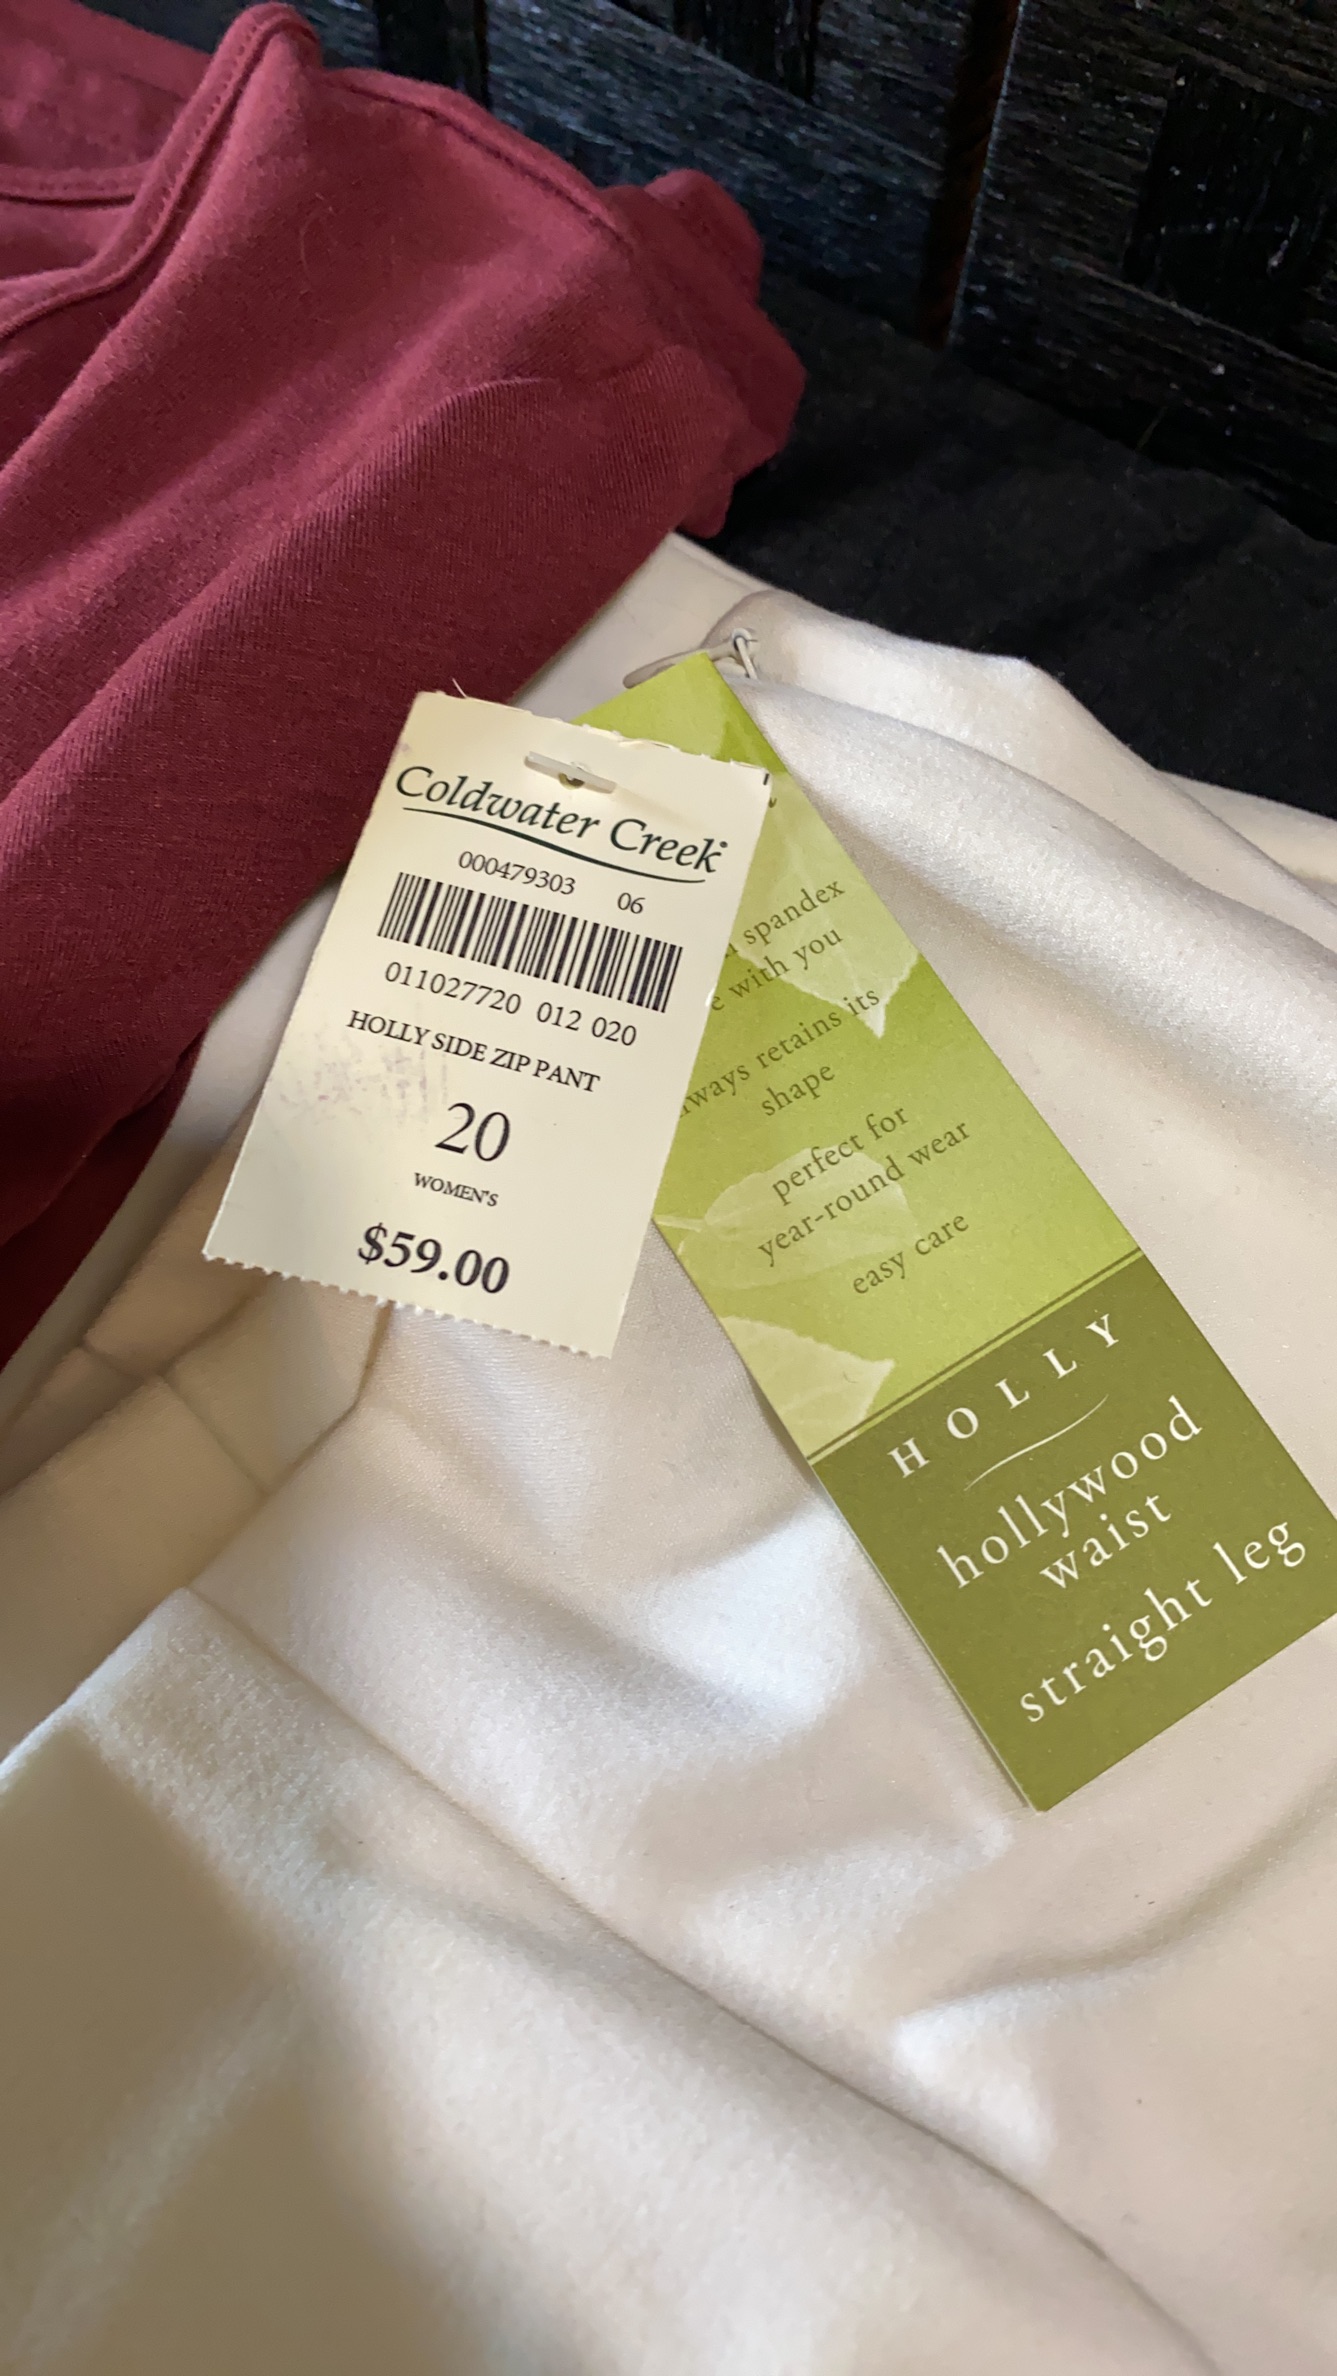 Coldwater Creek
000479303 06
011027720 012 020
HOLLY SIDE ZIP PANT
20
WOMEN'S
$59.00
spandex
with you
retains its
shape
perfect for
year-round wear
easy care
HOLLY
hollywood
waist
straight leg